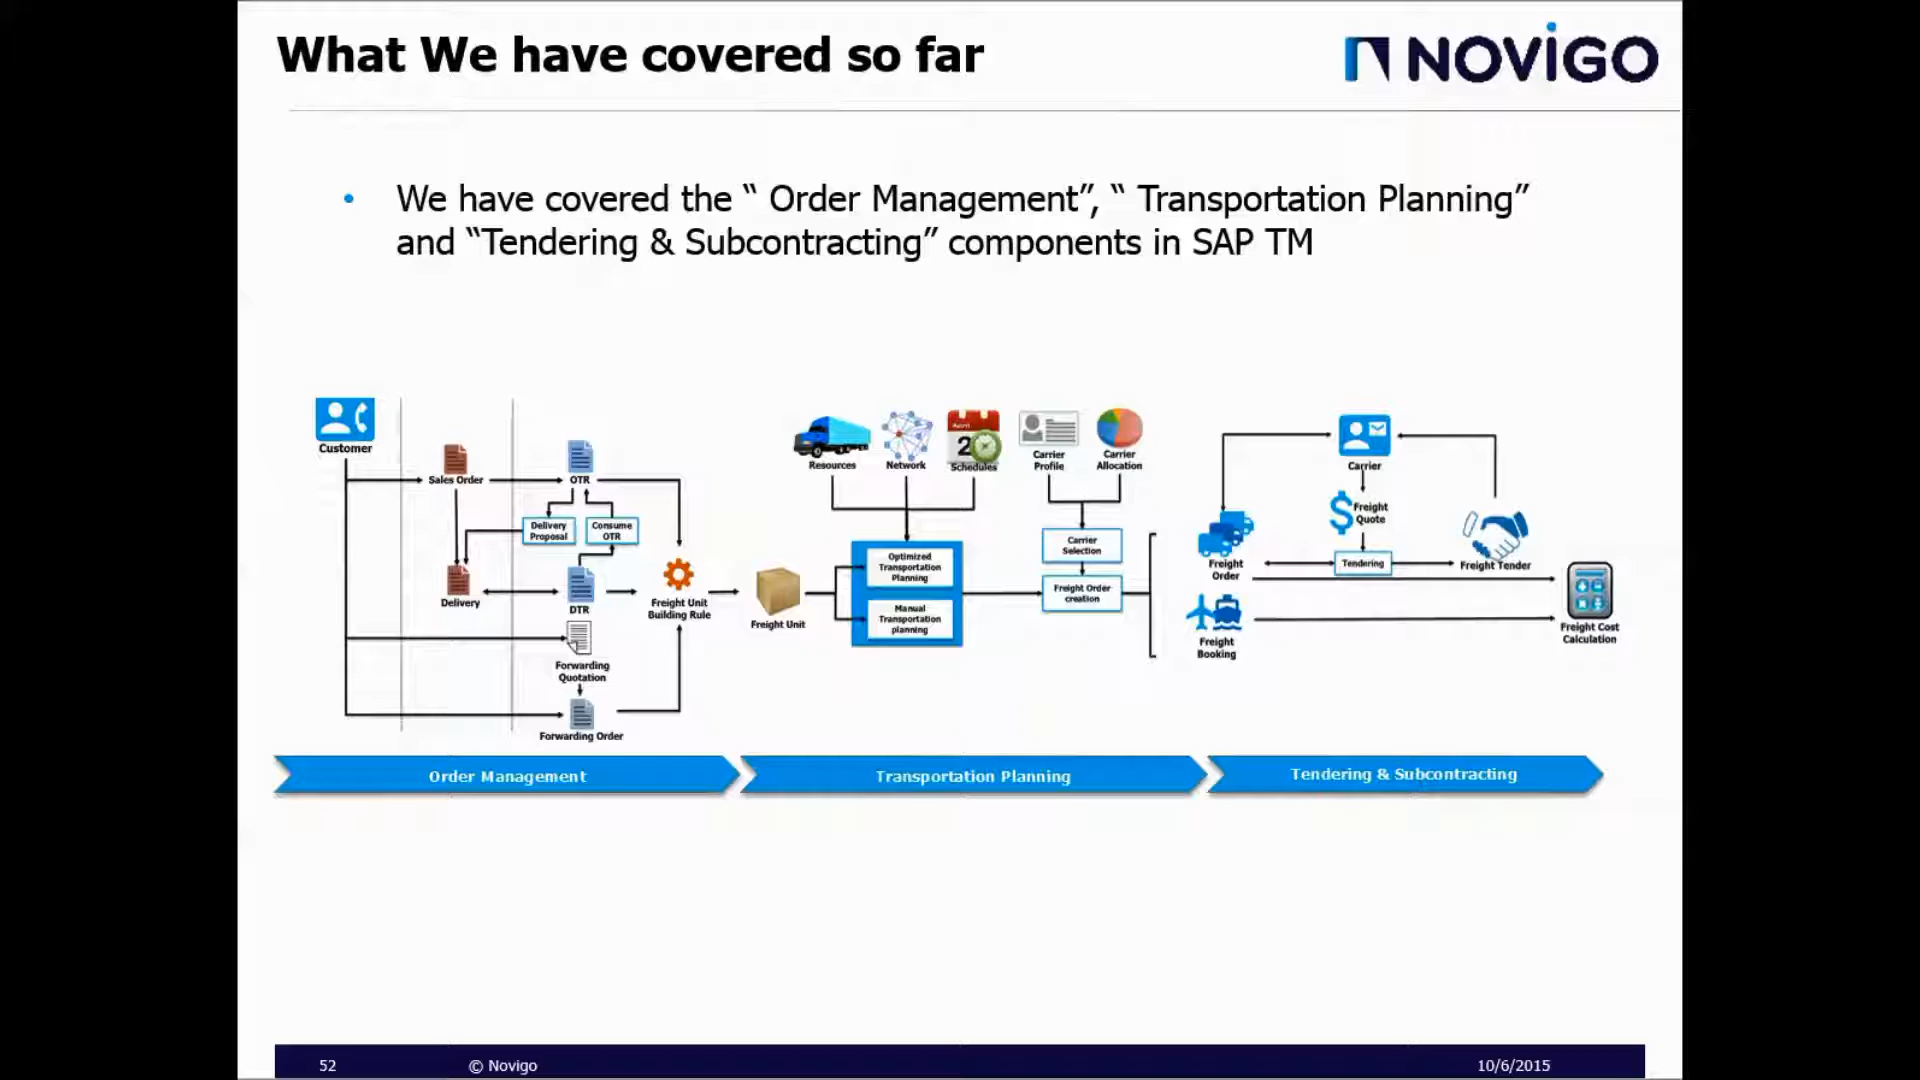 What We have covered so far
NOVIGO
• We have covered the “ Order Management”, “ Transportation Planning”
and “Tendering & Subcontracting” components in SAP TM
Customer
Sales Order
OTR
Delivery
Proposal
Consume
OTR
Delivery
DTR
Forwarding
Quotation
Forwarding Order
Freight Unit
Building Rule
Freight Unit
Resources
Network
April
2
Schedules
Carrier
Profile
Carrier
Allocation
Optimized
Transportation
Planning
Manual
Transportation
planning
Carrier
Selection
Freight Order
creation
Carrier
Freight
Quote
Tendering
Freight
Order
Freight Tender
Freight
Booking
Freight Cost
Calculation
Order Management
Transportation Planning
Tendering & Subcontracting
52
© Novigo
10/6/2015